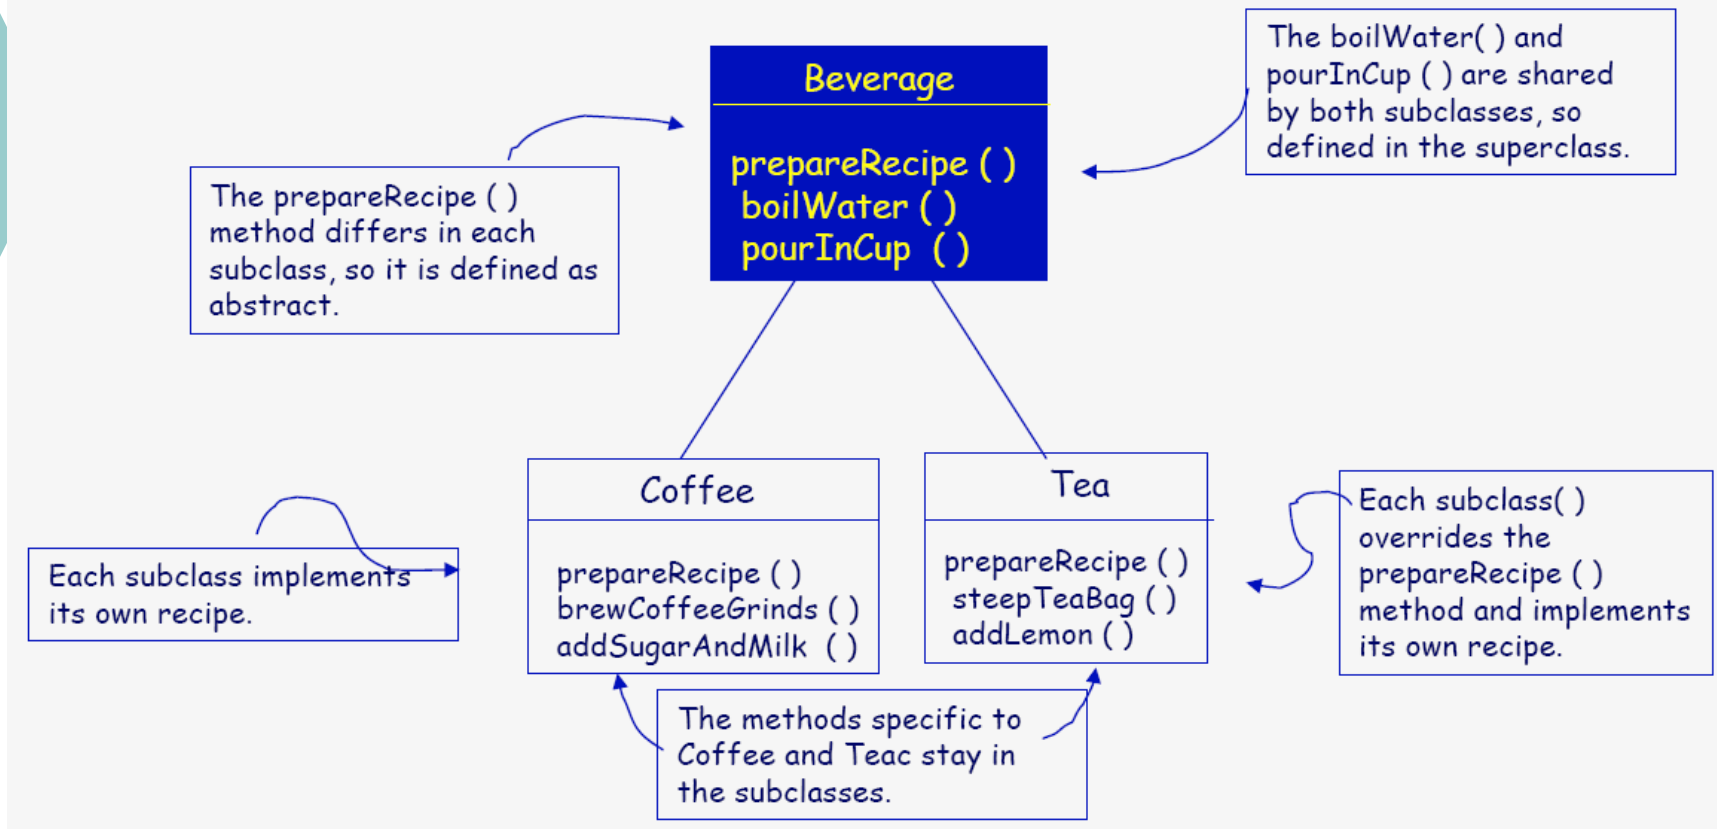 Beverage
prepareRecipe ( )
boilWater ( )
pourInCup ( )
The boilWater( ) and
pourInCup ( ) are shared
by both subclasses, so
defined in the superclass.
The prepareRecipe ( )
method differs in each
subclass, so it is defined as
abstract.
Coffee
prepareRecipe ( )
brewCoffeeGrinds ( )
addSugarAndMilk ( )
Tea
prepareRecipe ( )
steepTeaBag ( )
addLemon ( )
Each subclass implements
its own recipe.
Each subclass( )
overrides the
prepareRecipe ( )
method and implements
its own recipe.
The methods specific to
Coffee and Teac stay in
the subclasses.